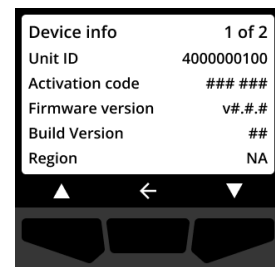 Device info 1 of 2
Unit ID 4000000100
Activation code ### ###
Firmware version v#.#.#
Build Version ##
Region NA